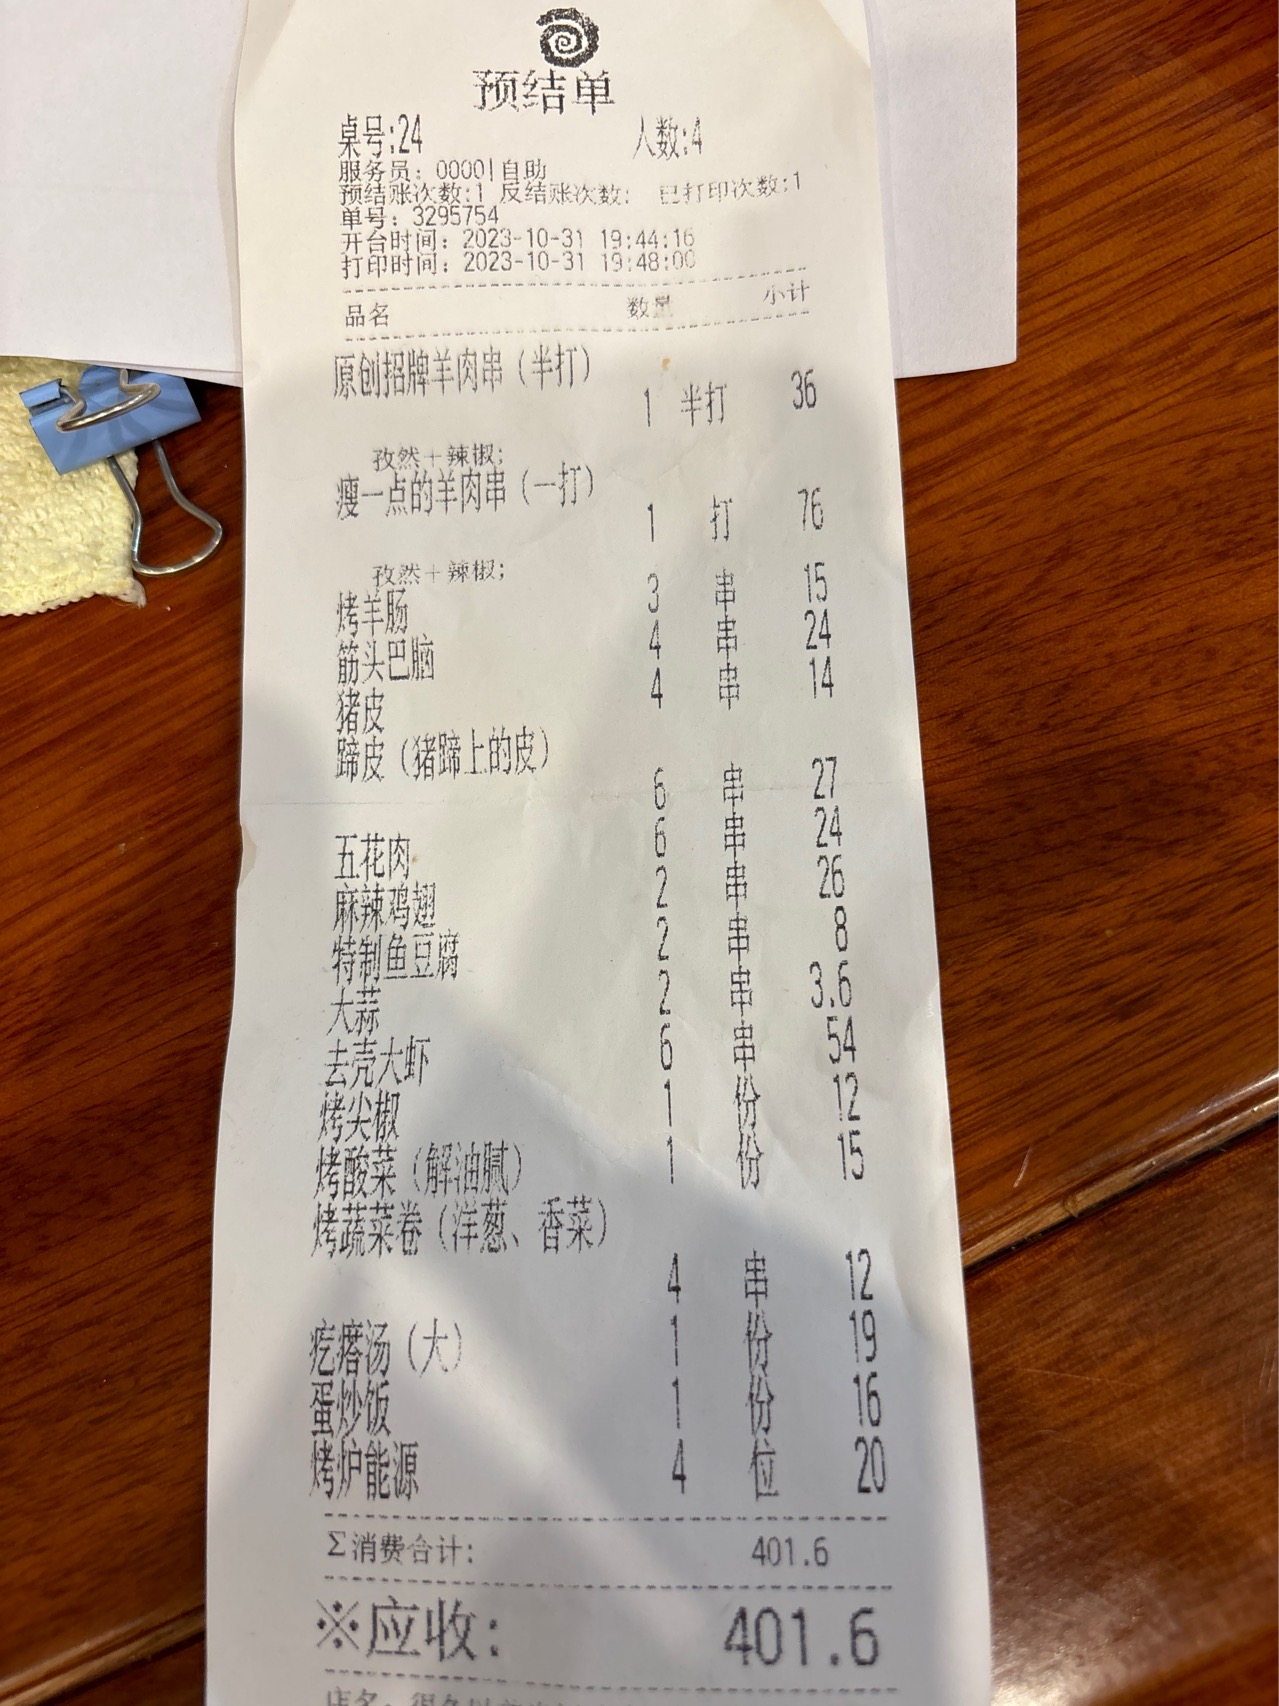 预结单
桌号:24 人数:4
服务员: 0000|自助
预结账次数:1 反结账次数: 已打印次数:1
单号: 3295754
开台时间: 2023-10-31 19:44:16
打印时间: 2023-10-31 19:48:00
品名 数量 小计
原创招牌羊肉串(半打)
1 半打 36
孜然+辣椒;
瘦一点的羊肉串(一打)
1 打 76
孜然+辣椒;
烤羊肠 3 串 15
筋头巴脑 4 串 24
猪皮 4 串 14
蹄皮(猪蹄上的皮)
6 串 27
五花肉 6 串 24
麻辣鸡翅 2 串 26
特制鱼豆腐 2 串 8
大蒜 2 串 3.6
去壳大虾 6 串 54
烤尖椒 1 份 12
烤酸菜(解油腻) 1 份 15
烤蔬菜卷(洋葱、香菜)
4 串 12
疙瘩汤(大) 1 份 19
蛋炒饭 1 份 16
烤炉能源 4 位 20
Σ消费合计: 401.6
※应收: 401.6
店名: